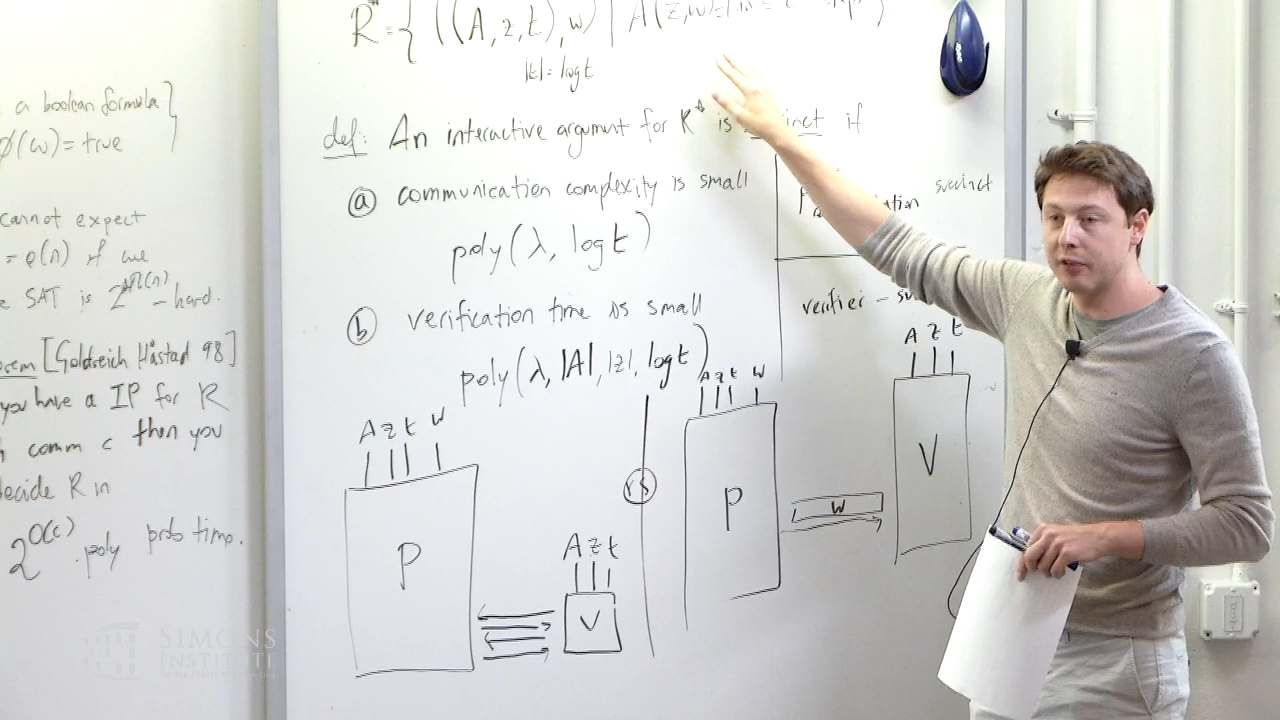 a boolean formula }
ϕ(w) = true
cannot expect
= o(n) if we
SAT is 2^Ω(n) - hard.
[Goldreich Håstad 98]
you have a IP for R
comm c then you
decide R in
2^O(c) · poly prob time.
R* = { ((A, z, t), w) | A(z,w)=1 in
|t| = log t
def: An interactive argument for R* is if
(a) communication complexity is small
poly(λ, log t)
(b) verification time is small
poly(λ, |A|, |z|, log t)
succinct
verifier -
A z t w
P
A z t
V
vs
A z t w
P
w
A z t
V
SIMONS
INSTITUTE